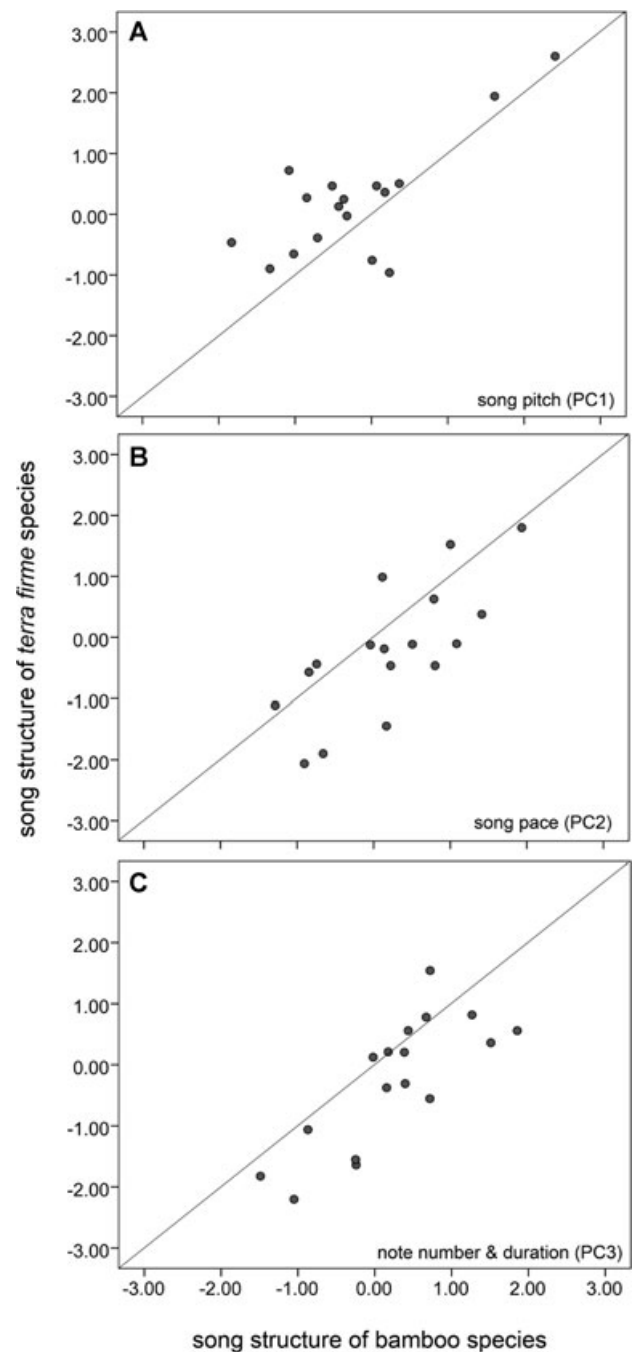 A
3.00
2.00
1.00
0.00
-1.00
-2.00
-3.00
song pitch (PC1)
B
3.00
2.00
1.00
0.00
-1.00
-2.00
-3.00
song pace (PC2)
song structure of terra firme species
C
3.00
2.00
1.00
0.00
-1.00
-2.00
-3.00
note number & duration (PC3)
-3.00 -2.00 -1.00 0.00 1.00 2.00 3.00
song structure of bamboo species